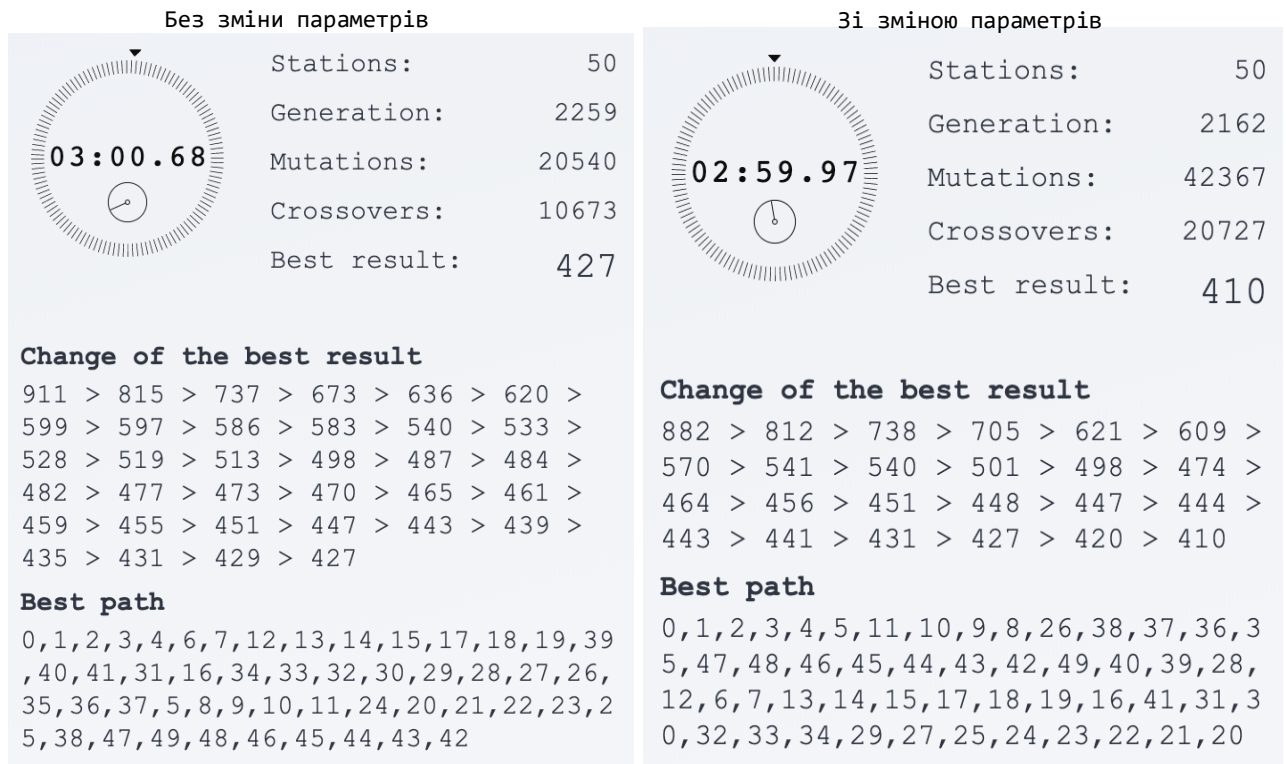 Без зміни параметрів
03:00.68
Stations: 50
Generation: 2259
Mutations: 20540
Crossovers: 10673
Best result: 427
Change of the best result
911 > 815 > 737 > 673 > 636 > 620 >
599 > 597 > 586 > 583 > 540 > 533 >
528 > 519 > 513 > 498 > 487 > 484 >
482 > 477 > 473 > 470 > 465 > 461 >
459 > 455 > 451 > 447 > 443 > 439 >
435 > 431 > 429 > 427
Best path
0,1,2,3,4,6,7,12,13,14,15,17,18,19,39
,40,41,31,16,34,33,32,30,29,28,27,26,
35,36,37,5,8,9,10,11,24,20,21,22,23,2
5,38,47,49,48,46,45,44,43,42
Зі зміною параметрів
02:59.97
Stations: 50
Generation: 2162
Mutations: 42367
Crossovers: 20727
Best result: 410
Change of the best result
882 > 812 > 738 > 705 > 621 > 609 >
570 > 541 > 540 > 501 > 498 > 474 >
464 > 456 > 451 > 448 > 447 > 444 >
443 > 441 > 431 > 427 > 420 > 410
Best path
0,1,2,3,4,5,11,10,9,8,26,38,37,36,3
5,47,48,46,45,44,43,42,49,40,39,28,
12,6,7,13,14,15,17,18,19,16,41,31,3
0,32,33,34,29,27,25,24,23,22,21,20